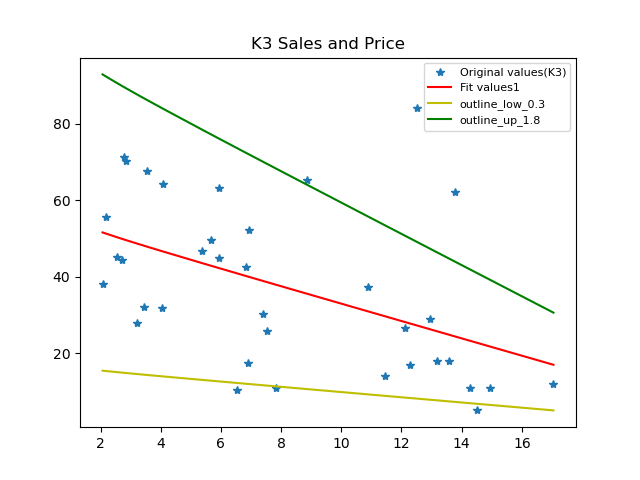 K3 Sales and Price
Original values(K3)
Fit values1
outline_low_0.3
outline_up_1.8
80
60
40
20
2 4 6 8 10 12 14 16